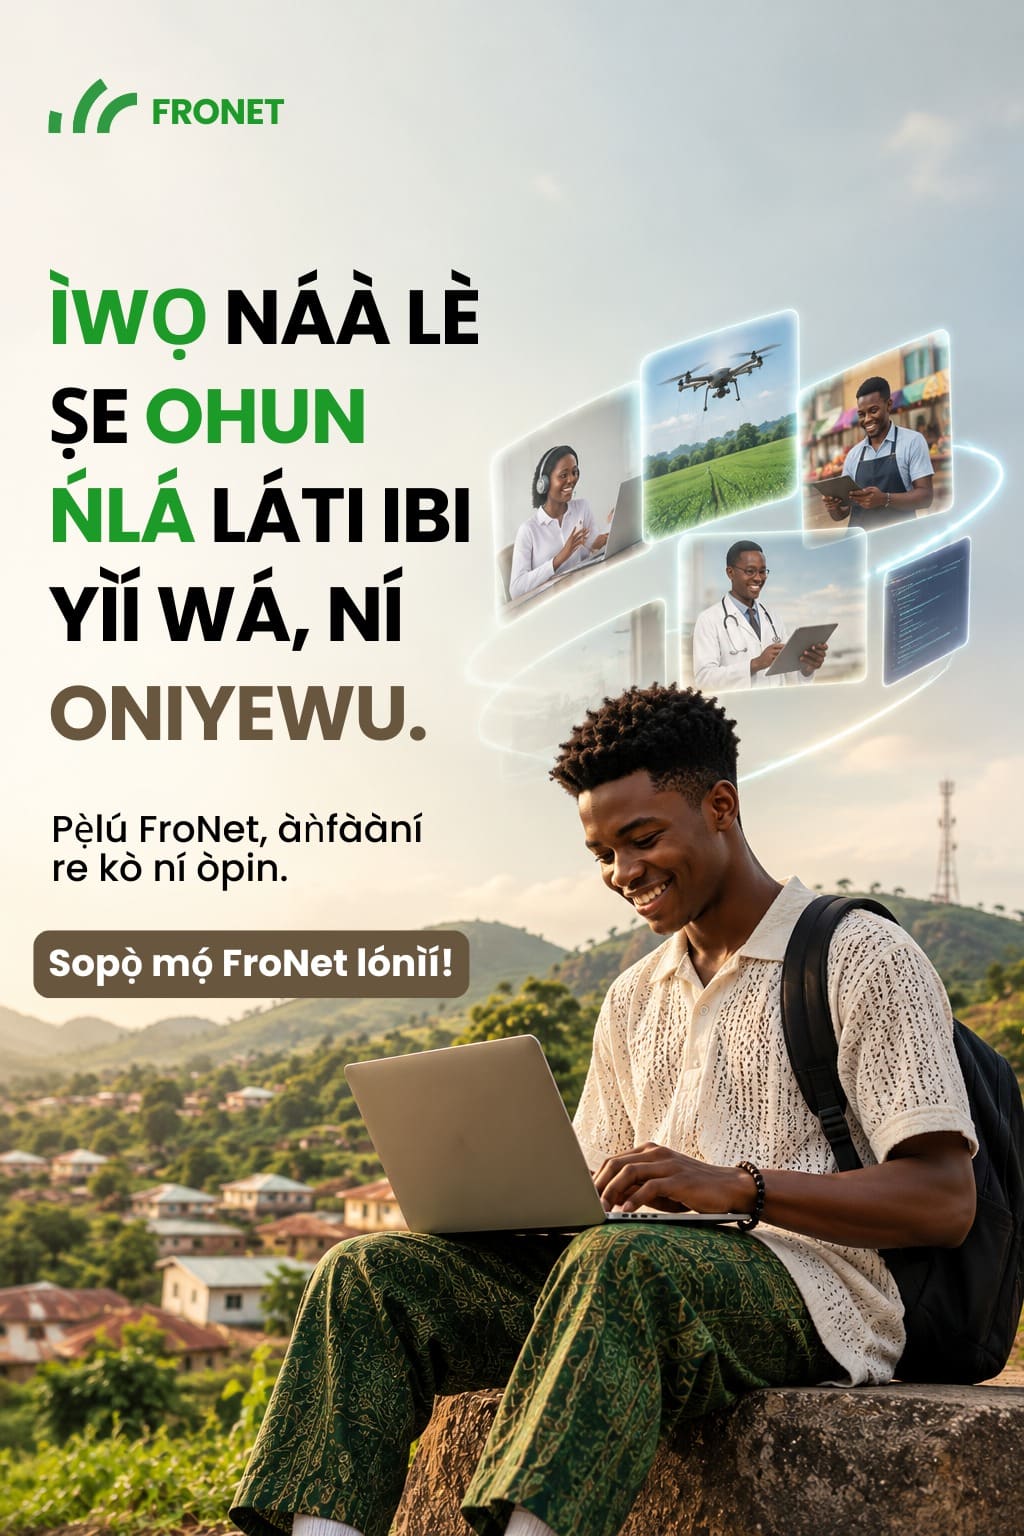 FRONET
ÌWỌ NÁÀ LÈ
ṢE OHUN
ŃLÁ LÁTI IBI
YÌÍ WÁ, NÍ
ONIYEWU.
Pẹ̀lú FroNet, àǹfààní
re kò ní òpin.
Sopọ̀ mọ́ FroNet lónìí!